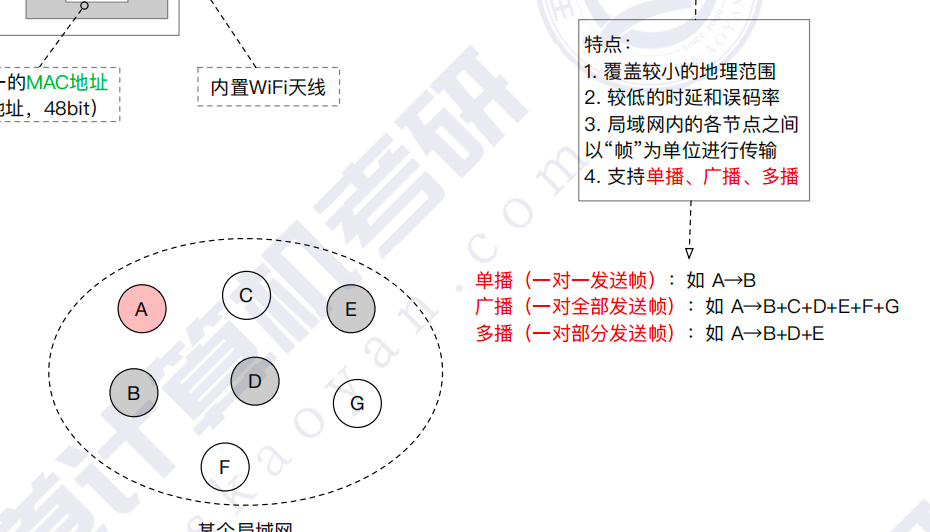 一的MAC地址
地址，48bit）
内置WiFi天线
特点：
1. 覆盖较小的地理范围
2. 较低的时延和误码率
3. 局域网内的各节点之间
以“帧”为单位进行传输
4. 支持单播、广播、多播
单播（一对一发送帧）：如 A→B
广播（一对全部发送帧）：如 A→B+C+D+E+F+G
多播（一对部分发送帧）：如 A→B+D+E
A
C
E
B
D
G
F
某个局域网
计算机考研
skaoyan.com